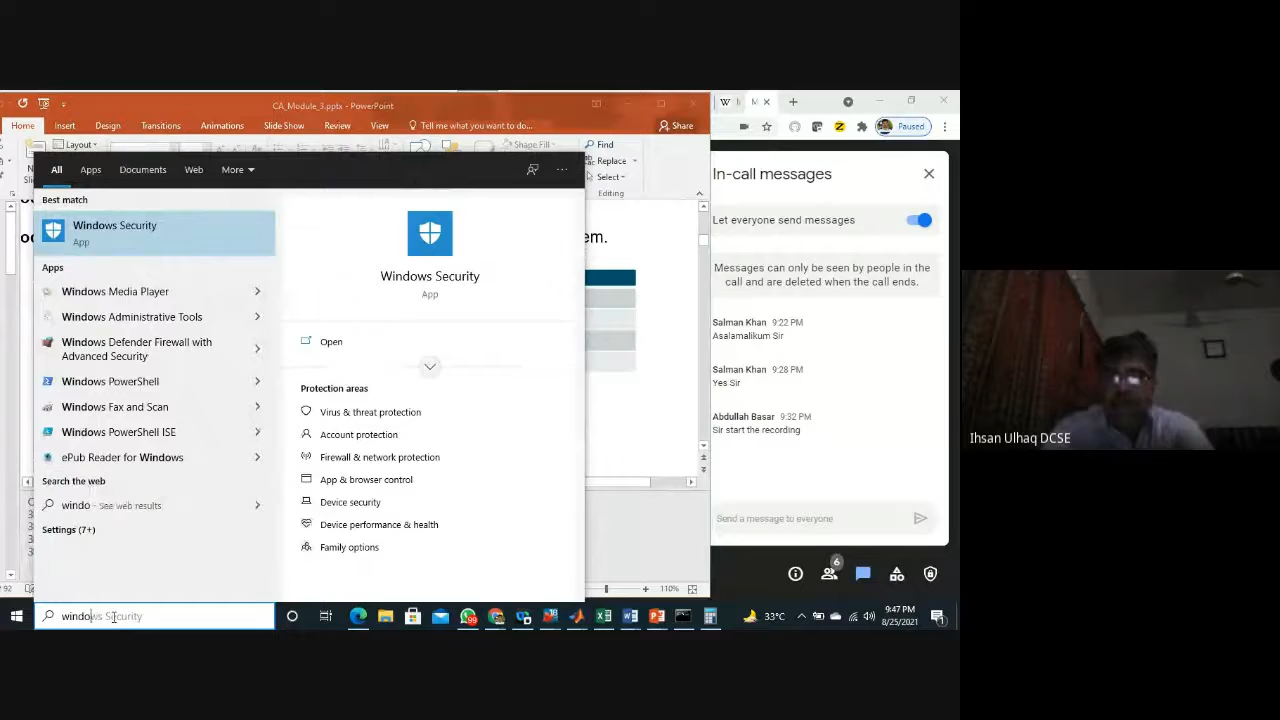 CA_Module_3.pptx - PowerPoint
Home Insert Design Transitions Animations Slide Show Review View Tell me what you want to do... Share
Layout
Shape Fill
Find
Replace
Select
Editing
em.
All Apps Documents Web More
Best match
Windows Security
App
Apps
Windows Media Player
Windows Administrative Tools
Windows Defender Firewall with
Advanced Security
Windows PowerShell
Windows Fax and Scan
Windows PowerShell ISE
ePub Reader for Windows
Search the web
windo - See web results
Settings (7+)
Windows Security
App
Open
Protection areas
Virus & threat protection
Account protection
Firewall & network protection
App & browser control
Device security
Device performance & health
Family options
92
110%
windows Security
33°C
9:47 PM
8/25/2021
Paused
In-call messages
Let everyone send messages
Messages can only be seen by people in the
call and are deleted when the call ends.
Salman Khan 9:22 PM
Asalamalikum Sir
Salman Khan 9:28 PM
Yes Sir
Abdullah Basar 9:32 PM
Sir start the recording
Send a message to everyone
6
99
Ihsan Ulhaq DCSE